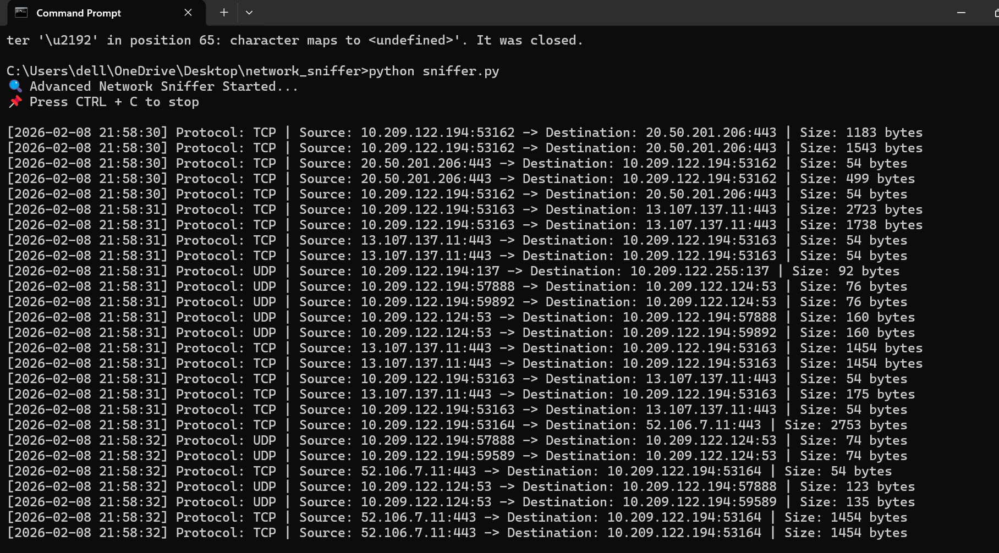 Command Prompt
ter '\u2192' in position 65: character maps to <undefined>'. It was closed.
C:\Users\dell\OneDrive\Desktop\network_sniffer>python sniffer.py
🔍 Advanced Network Sniffer Started...
📌 Press CTRL + C to stop
[2026-02-08 21:58:30] Protocol: TCP | Source: 10.209.122.194:53162 -> Destination: 20.50.201.206:443 | Size: 1183 bytes
[2026-02-08 21:58:30] Protocol: TCP | Source: 10.209.122.194:53162 -> Destination: 20.50.201.206:443 | Size: 1543 bytes
[2026-02-08 21:58:30] Protocol: TCP | Source: 20.50.201.206:443 -> Destination: 10.209.122.194:53162 | Size: 54 bytes
[2026-02-08 21:58:30] Protocol: TCP | Source: 20.50.201.206:443 -> Destination: 10.209.122.194:53162 | Size: 499 bytes
[2026-02-08 21:58:30] Protocol: TCP | Source: 10.209.122.194:53162 -> Destination: 20.50.201.206:443 | Size: 54 bytes
[2026-02-08 21:58:31] Protocol: TCP | Source: 10.209.122.194:53163 -> Destination: 13.107.137.11:443 | Size: 2723 bytes
[2026-02-08 21:58:31] Protocol: TCP | Source: 10.209.122.194:53163 -> Destination: 13.107.137.11:443 | Size: 1738 bytes
[2026-02-08 21:58:31] Protocol: TCP | Source: 13.107.137.11:443 -> Destination: 10.209.122.194:53163 | Size: 54 bytes
[2026-02-08 21:58:31] Protocol: TCP | Source: 13.107.137.11:443 -> Destination: 10.209.122.194:53163 | Size: 54 bytes
[2026-02-08 21:58:31] Protocol: UDP | Source: 10.209.122.194:137 -> Destination: 10.209.122.255:137 | Size: 92 bytes
[2026-02-08 21:58:31] Protocol: UDP | Source: 10.209.122.194:57888 -> Destination: 10.209.122.124:53 | Size: 76 bytes
[2026-02-08 21:58:31] Protocol: UDP | Source: 10.209.122.194:59892 -> Destination: 10.209.122.124:53 | Size: 76 bytes
[2026-02-08 21:58:31] Protocol: UDP | Source: 10.209.122.124:53 -> Destination: 10.209.122.194:57888 | Size: 160 bytes
[2026-02-08 21:58:31] Protocol: UDP | Source: 10.209.122.124:53 -> Destination: 10.209.122.194:59892 | Size: 160 bytes
[2026-02-08 21:58:31] Protocol: TCP | Source: 13.107.137.11:443 -> Destination: 10.209.122.194:53163 | Size: 1454 bytes
[2026-02-08 21:58:31] Protocol: TCP | Source: 13.107.137.11:443 -> Destination: 10.209.122.194:53163 | Size: 1454 bytes
[2026-02-08 21:58:31] Protocol: TCP | Source: 10.209.122.194:53163 -> Destination: 13.107.137.11:443 | Size: 54 bytes
[2026-02-08 21:58:31] Protocol: TCP | Source: 13.107.137.11:443 -> Destination: 10.209.122.194:53163 | Size: 175 bytes
[2026-02-08 21:58:31] Protocol: TCP | Source: 10.209.122.194:53163 -> Destination: 13.107.137.11:443 | Size: 54 bytes
[2026-02-08 21:58:31] Protocol: TCP | Source: 10.209.122.194:53164 -> Destination: 52.106.7.11:443 | Size: 2753 bytes
[2026-02-08 21:58:32] Protocol: UDP | Source: 10.209.122.194:57888 -> Destination: 10.209.122.124:53 | Size: 74 bytes
[2026-02-08 21:58:32] Protocol: UDP | Source: 10.209.122.194:59589 -> Destination: 10.209.122.124:53 | Size: 74 bytes
[2026-02-08 21:58:32] Protocol: TCP | Source: 52.106.7.11:443 -> Destination: 10.209.122.194:53164 | Size: 54 bytes
[2026-02-08 21:58:32] Protocol: UDP | Source: 10.209.122.124:53 -> Destination: 10.209.122.194:57888 | Size: 123 bytes
[2026-02-08 21:58:32] Protocol: UDP | Source: 10.209.122.124:53 -> Destination: 10.209.122.194:59589 | Size: 135 bytes
[2026-02-08 21:58:32] Protocol: TCP | Source: 52.106.7.11:443 -> Destination: 10.209.122.194:53164 | Size: 1454 bytes
[2026-02-08 21:58:32] Protocol: TCP | Source: 52.106.7.11:443 -> Destination: 10.209.122.194:53164 | Size: 1454 bytes